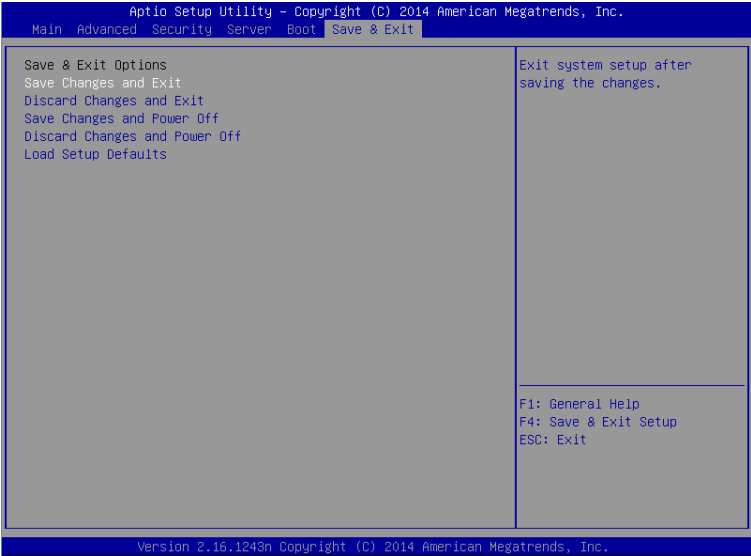 Aptio Setup Utility – Copyright (C) 2014 American Megatrends, Inc.
Main Advanced Security Server Boot Save & Exit
Save & Exit Options
Save Changes and Exit
Discard Changes and Exit
Save Changes and Power Off
Discard Changes and Power Off
Load Setup Defaults
Exit system setup after
saving the changes.
F1: General Help
F4: Save & Exit Setup
ESC: Exit
Version 2.16.1243n Copyright (C) 2014 American Megatrends, Inc.